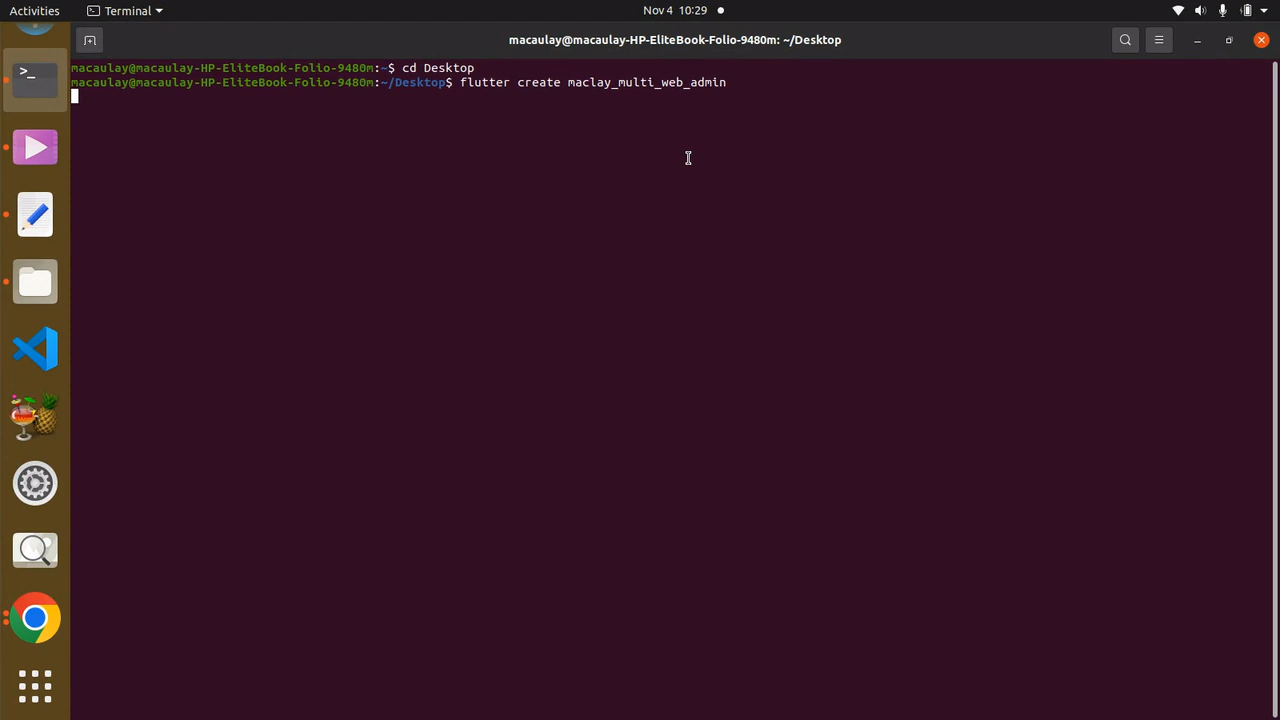 Activities
Terminal
Nov 4 10:29
macaulay@macaulay-HP-EliteBook-Folio-9480m: ~/Desktop
macaulay@macaulay-HP-EliteBook-Folio-9480m:~$ cd Desktop
macaulay@macaulay-HP-EliteBook-Folio-9480m:~/Desktop$ flutter create maclay_multi_web_admin